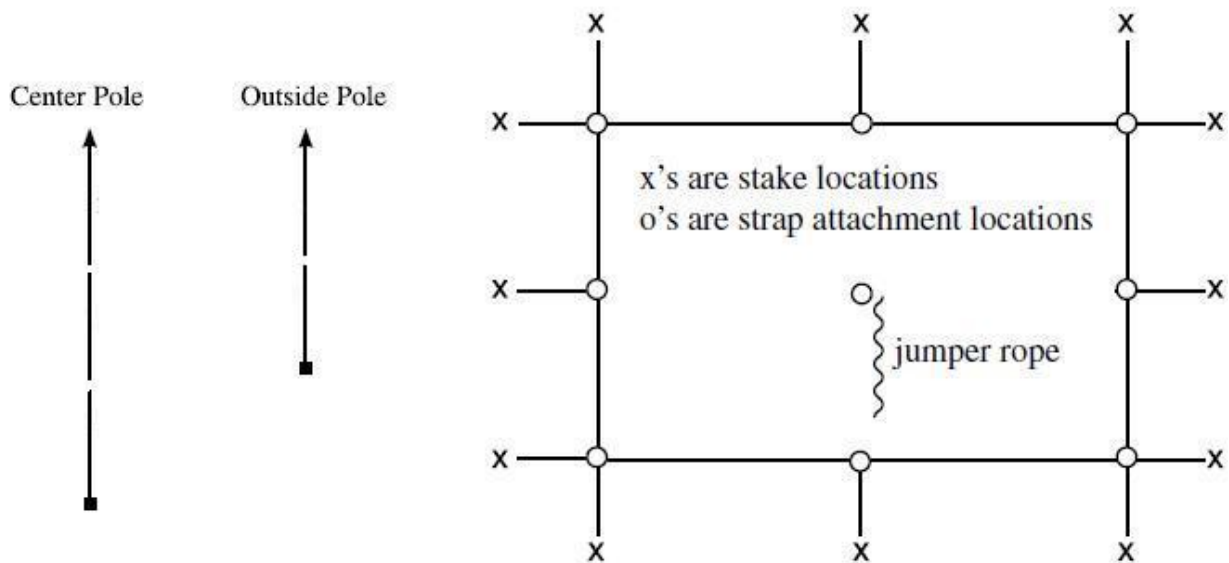 Center Pole
Outside Pole
x x x
x x
x's are stake locations
o's are strap attachment locations
x x
jumper rope
x x
x x x